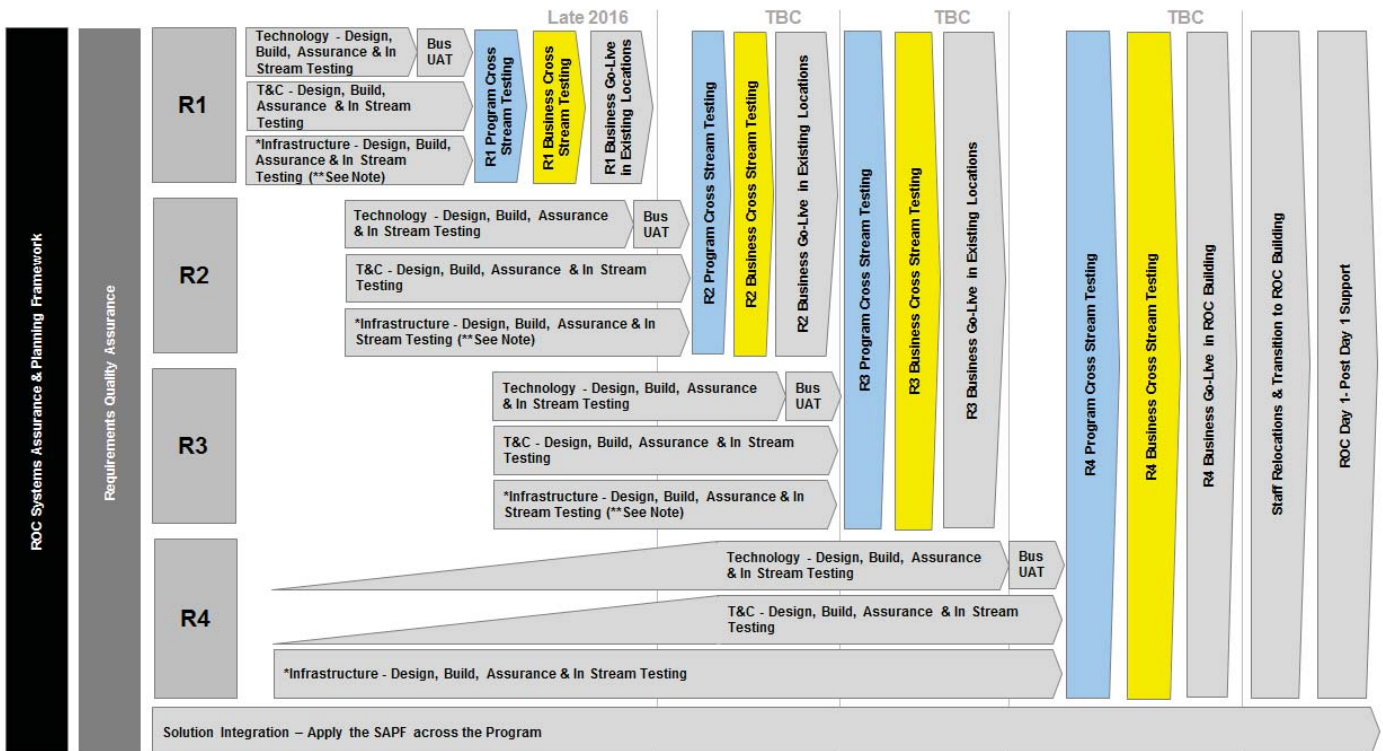 Late 2016
TBC
TBC
TBC
ROC Systems Assurance & Planning Framework
Requirements Quality Assurance
R1
Technology - Design,
Build, Assurance & In
Stream Testing
Bus
UAT
T&C - Design, Build,
Assurance & In Stream
Testing
*Infrastructure - Design, Build,
Assurance & In Stream
Testing (**See Note)
R1 Program Cross
Stream Testing
R1 Business Cross
Stream Testing
R1 Business Go-Live
in Existing Locations
R2
Technology - Design, Build, Assurance
& In Stream Testing
Bus
UAT
T&C - Design, Build, Assurance & In Stream
Testing
*Infrastructure - Design, Build, Assurance & In
Stream Testing (**See Note)
R2 Program Cross Stream Testing
R2 Business Cross Stream Testing
R2 Business Go-Live in Existing Locations
R3
Technology - Design, Build, Assurance
& In Stream Testing
Bus
UAT
T&C - Design, Build, Assurance & In Stream
Testing
*Infrastructure - Design, Build, Assurance & In
Stream Testing (**See Note)
R3 Program Cross Stream Testing
R3 Business Cross Stream Testing
R3 Business Go-Live in Existing Locations
R4
Technology - Design, Build, Assurance
& In Stream Testing
Bus
UAT
T&C - Design, Build, Assurance & In Stream
Testing
*Infrastructure - Design, Build, Assurance & In Stream Testing
R4 Program Cross Stream Testing
R4 Business Cross Stream Testing
R4 Business Go-Live in ROC Building
Staff Relocations & Transition to ROC Building
ROC Day 1- Post Day 1 Support
Solution Integration – Apply the SAPF across the Program